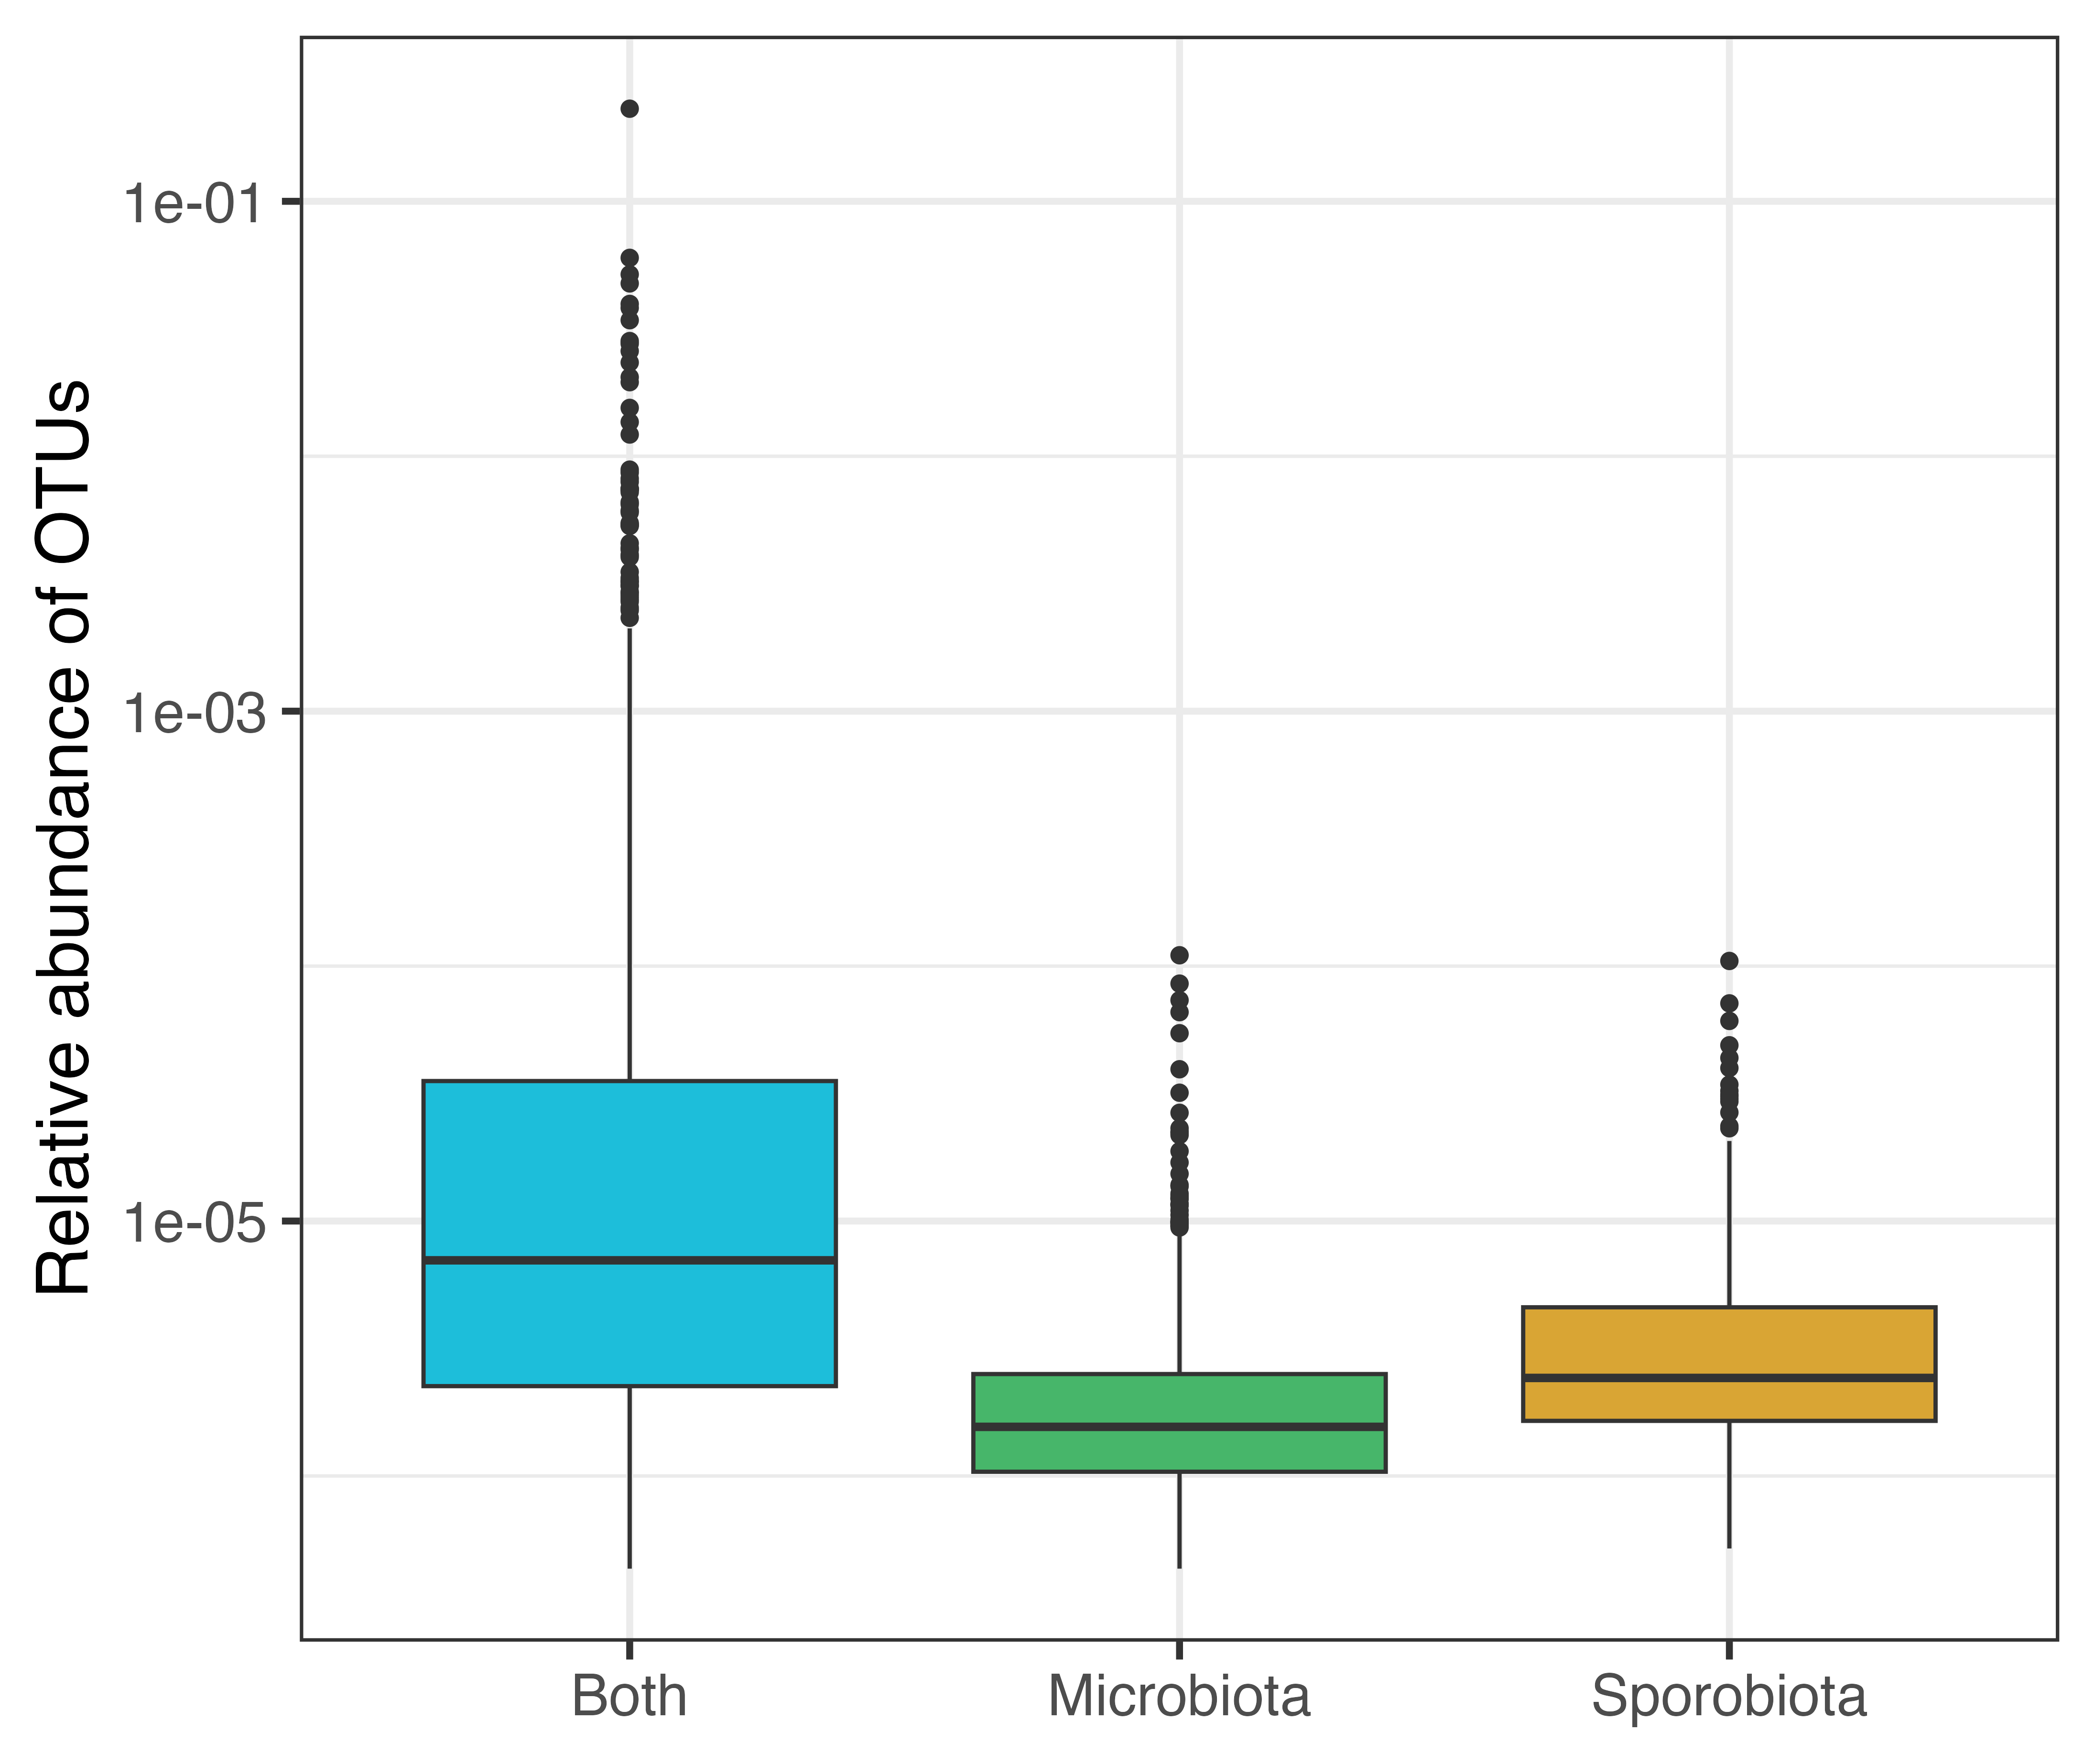 Relative abundance of OTUs
1e-01
1e-03
1e-05
Both
Microbiota
Sporobiota